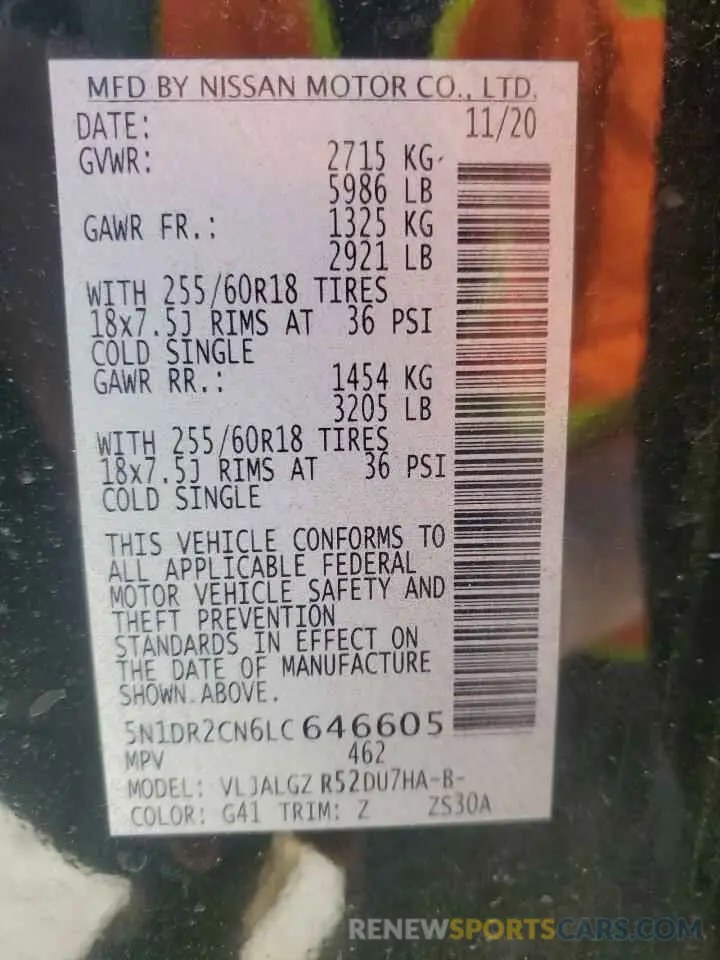 MFD BY NISSAN MOTOR CO., LTD.
DATE: 11/20
GVWR: 2715 KG
5986 LB
GAWR FR.: 1325 KG
2921 LB
WITH 255/60R18 TIRES
18x7.5J RIMS AT 36 PSI
COLD SINGLE
GAWR RR.: 1454 KG
3205 LB
WITH 255/60R18 TIRES
18x7.5J RIMS AT 36 PSI
COLD SINGLE
THIS VEHICLE CONFORMS TO
ALL APPLICABLE FEDERAL
MOTOR VEHICLE SAFETY AND
THEFT PREVENTION
STANDARDS IN EFFECT ON
THE DATE OF MANUFACTURE
SHOWN ABOVE.
5N1DR2CN6LC646605
MPV 462
MODEL: VLJALGZ R52DU7HA-B-
COLOR: G41 TRIM: Z ZS30A
RENEWSPORTSCARS.COM